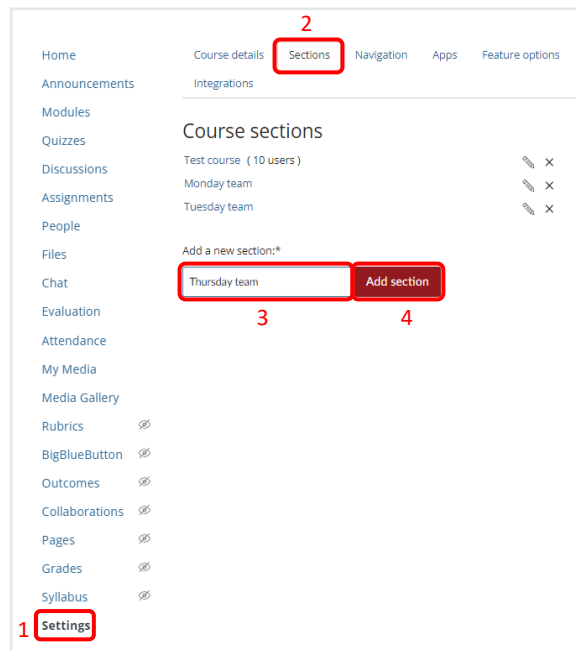 2
Home
Announcements
Modules
Quizzes
Discussions
Assignments
People
Files
Chat
Evaluation
Attendance
My Media
Media Gallery
Rubrics
BigBlueButton
Outcomes
Collaborations
Pages
Grades
Syllabus
1 Settings
Course details Sections Navigation Apps Feature options
Integrations
Course sections
Test course ( 10 users )
Monday team
Tuesday team
Add a new section:*
Thursday team Add section
3 4